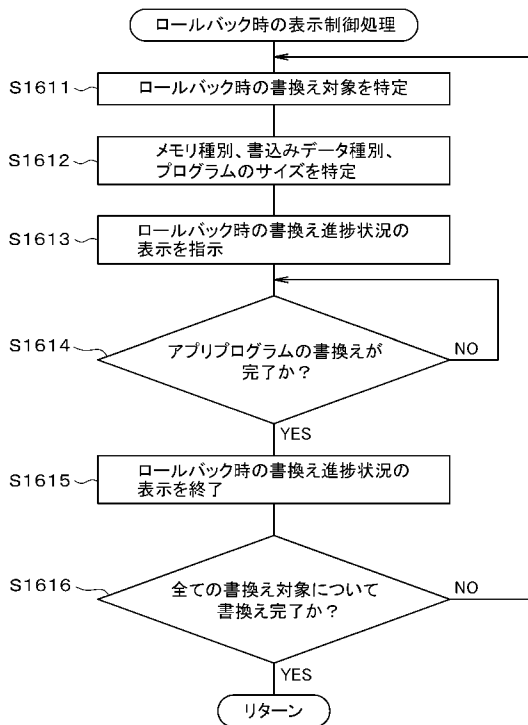 ロールバック時の表示制御処理
S1611
ロールバック時の書換え対象を特定
S1612
メモリ種別、書込みデータ種別、
プログラムのサイズを特定
S1613
ロールバック時の書換え進捗状況の
表示を指示
S1614
アプリプログラムの書換えが
完了か?
NO
YES
S1615
ロールバック時の書換え進捗状況の
表示を終了
S1616
全ての書換え対象について
書換え完了か?
NO
YES
リターン